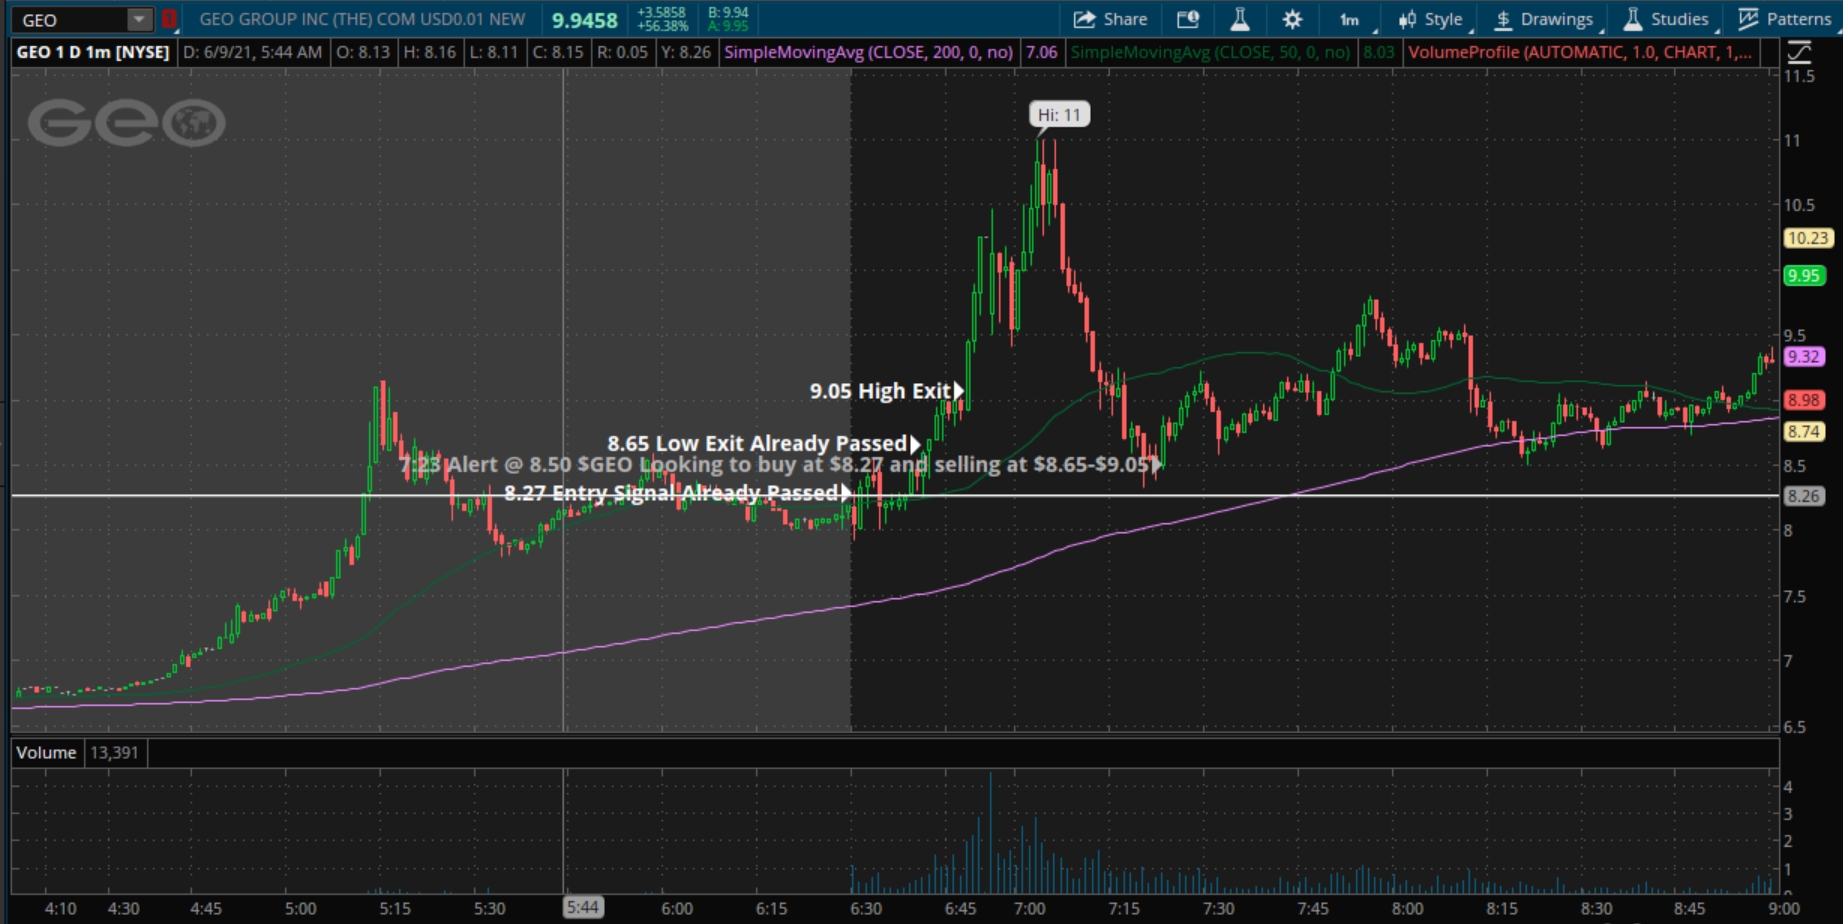 GEO
1
GEO GROUP INC (THE) COM USD0.01 NEW
9.9458
+3.5858
+56.38%
B: 9.94
A: 9.95
Share
1m
Style
$ Drawings
Studies
Patterns
GEO 1 D 1m [NYSE]
D: 6/9/21, 5:44 AM
O: 8.13
H: 8.16
L: 8.11
C: 8.15
R: 0.05
Y: 8.26
SimpleMovingAvg (CLOSE, 200, 0, no)
7.06
SimpleMovingAvg (CLOSE, 50, 0, no)
8.03
VolumeProfile (AUTOMATIC, 1.0, CHART, 1,...
GEO
Hi: 11
9.05 High Exit
8.65 Low Exit Already Passed
7:23 Alert @ 8.50 $GEO Looking to buy at $8.27 and selling at $8.65-$9.05
8.27 Entry Signal Already Passed
11.5
11
10.5
10.23
9.95
9.5
9.32
8.98
8.74
8.5
8.26
8
7.5
7
6.5
Volume
13,391
4
3
2
1
0
4:10
4:30
4:45
5:00
5:15
5:30
5:44
6:00
6:15
6:30
6:45
7:00
7:15
7:30
7:45
8:00
8:15
8:30
8:45
9:00